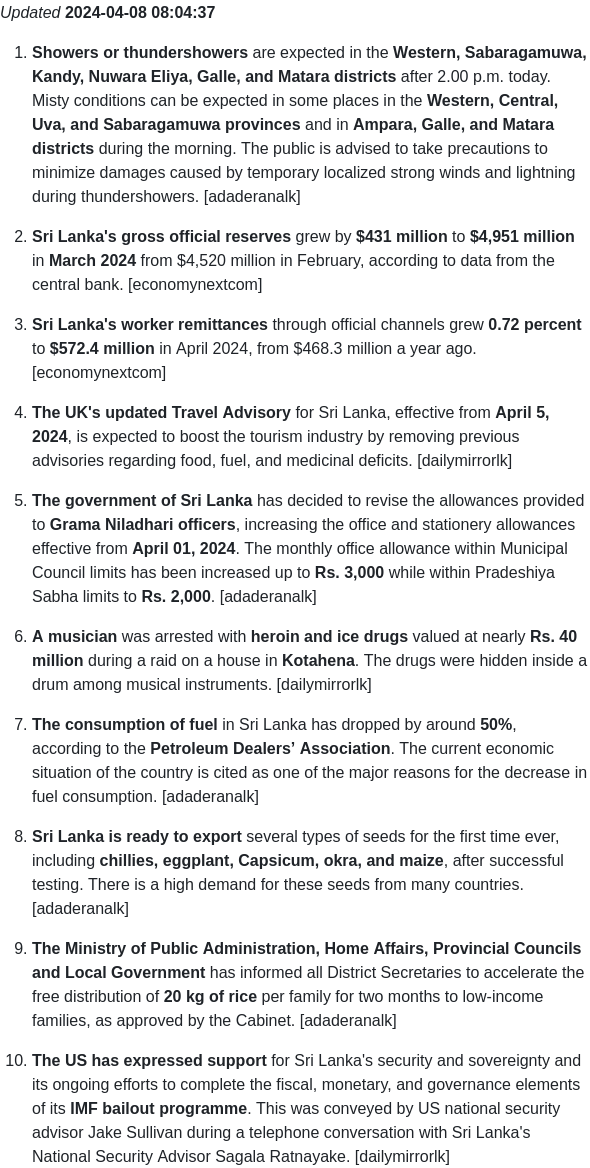 Updated 2024-04-08 08:04:37
1. Showers or thundershowers are expected in the Western, Sabaragamuwa,
Kandy, Nuwara Eliya, Galle, and Matara districts after 2.00 p.m. today.
Misty conditions can be expected in some places in the Western, Central,
Uva, and Sabaragamuwa provinces and in Ampara, Galle, and Matara
districts during the morning. The public is advised to take precautions to
minimize damages caused by temporary localized strong winds and lightning
during thundershowers. [adaderanalk]
2. Sri Lanka's gross official reserves grew by $431 million to $4,951 million
in March 2024 from $4,520 million in February, according to data from the
central bank. [economynextcom]
3. Sri Lanka's worker remittances through official channels grew 0.72 percent
to $572.4 million in April 2024, from $468.3 million a year ago.
[economynextcom]
4. The UK's updated Travel Advisory for Sri Lanka, effective from April 5,
2024, is expected to boost the tourism industry by removing previous
advisories regarding food, fuel, and medicinal deficits. [dailymirrorlk]
5. The government of Sri Lanka has decided to revise the allowances provided
to Grama Niladhari officers, increasing the office and stationery allowances
effective from April 01, 2024. The monthly office allowance within Municipal
Council limits has been increased up to Rs. 3,000 while within Pradeshiya
Sabha limits to Rs. 2,000. [adaderanalk]
6. A musician was arrested with heroin and ice drugs valued at nearly Rs. 40
million during a raid on a house in Kotahena. The drugs were hidden inside a
drum among musical instruments. [dailymirrorlk]
7. The consumption of fuel in Sri Lanka has dropped by around 50%,
according to the Petroleum Dealers’ Association. The current economic
situation of the country is cited as one of the major reasons for the decrease in
fuel consumption. [adaderanalk]
8. Sri Lanka is ready to export several types of seeds for the first time ever,
including chillies, eggplant, Capsicum, okra, and maize, after successful
testing. There is a high demand for these seeds from many countries.
[adaderanalk]
9. The Ministry of Public Administration, Home Affairs, Provincial Councils
and Local Government has informed all District Secretaries to accelerate the
free distribution of 20 kg of rice per family for two months to low-income
families, as approved by the Cabinet. [adaderanalk]
10. The US has expressed support for Sri Lanka's security and sovereignty and
its ongoing efforts to complete the fiscal, monetary, and governance elements
of its IMF bailout programme. This was conveyed by US national security
advisor Jake Sullivan during a telephone conversation with Sri Lanka's
National Security Advisor Sagala Ratnayake. [dailymirrorlk]